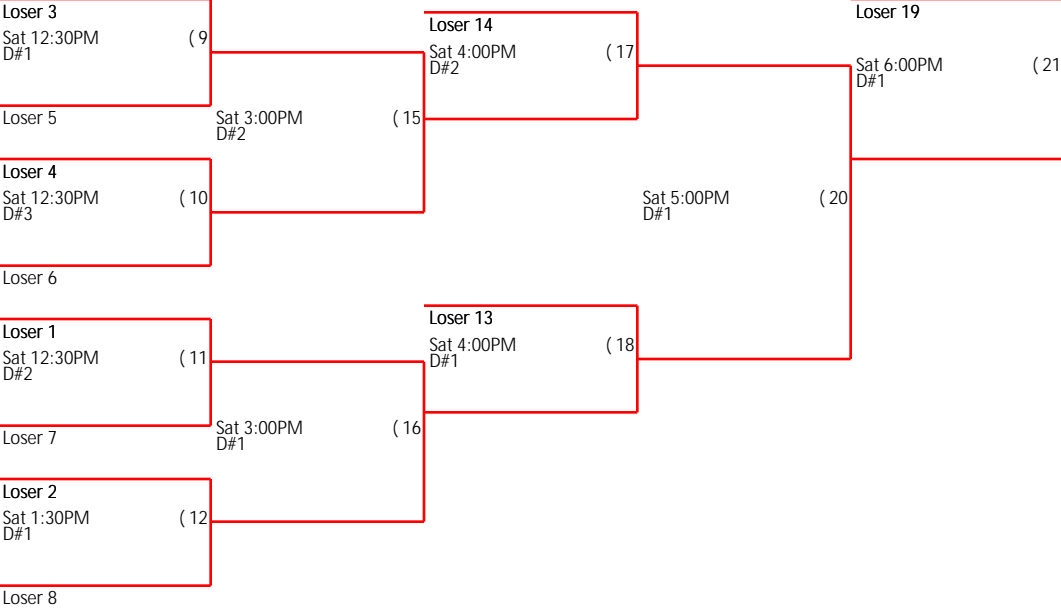 Loser 3
Sat 12:30PM ( 9
D#1
Loser 5
Loser 4
Sat 12:30PM ( 10
D#3
Loser 6
Loser 1
Sat 12:30PM ( 11
D#2
Loser 7
Loser 2
Sat 1:30PM ( 12
D#1
Loser 8
Sat 3:00PM ( 15
D#2
Sat 3:00PM ( 16
D#1
Loser 14
Sat 4:00PM ( 17
D#2
Loser 13
Sat 4:00PM ( 18
D#1
Sat 5:00PM ( 20
D#1
Loser 19
Sat 6:00PM ( 21
D#1